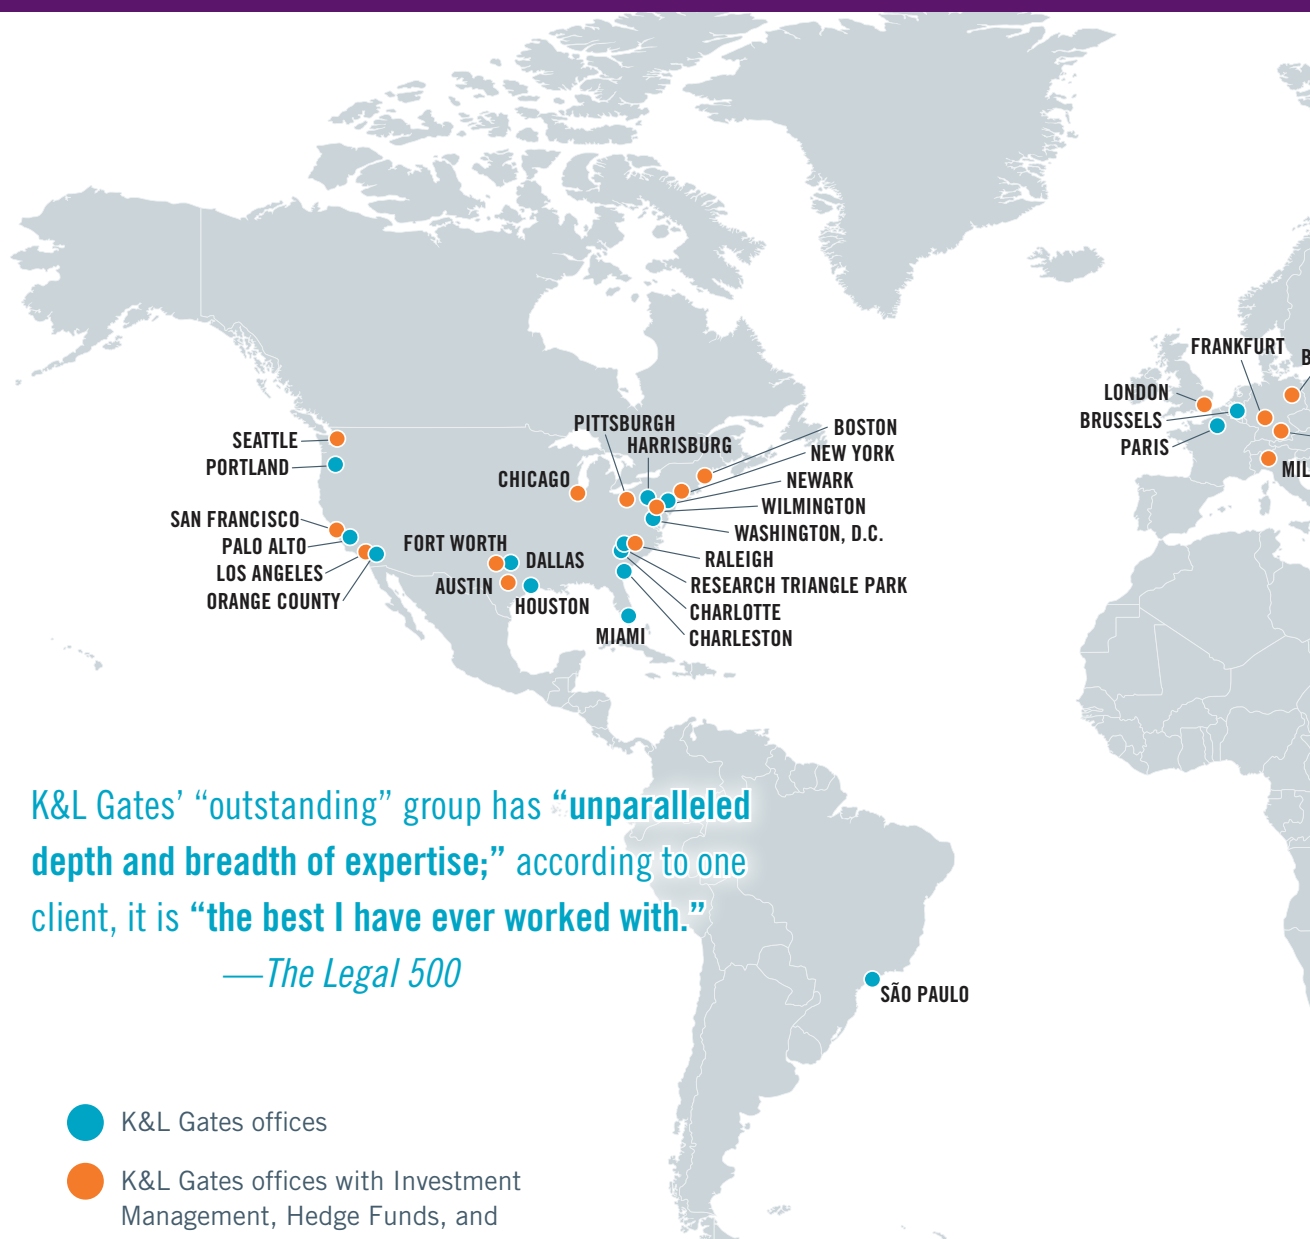 FRANKFURT
B
LONDON
BRUSSELS
PARIS
MIL
PITTSBURGH
HARRISBURG
BOSTON
NEW YORK
NEWARK
WILMINGTON
WASHINGTON, D.C.
RALEIGH
RESEARCH TRIANGLE PARK
CHARLOTTE
CHARLESTON
SEATTLE
PORTLAND
CHICAGO
SAN FRANCISCO
PALO ALTO
LOS ANGELES
ORANGE COUNTY
FORT WORTH
DALLAS
AUSTIN
HOUSTON
MIAMI
K&L Gates’ “outstanding” group has “unparalleled
depth and breadth of expertise;” according to one
client, it is “the best I have ever worked with.”
—The Legal 500
SÃO PAULO
K&L Gates offices
K&L Gates offices with Investment
Management, Hedge Funds, and